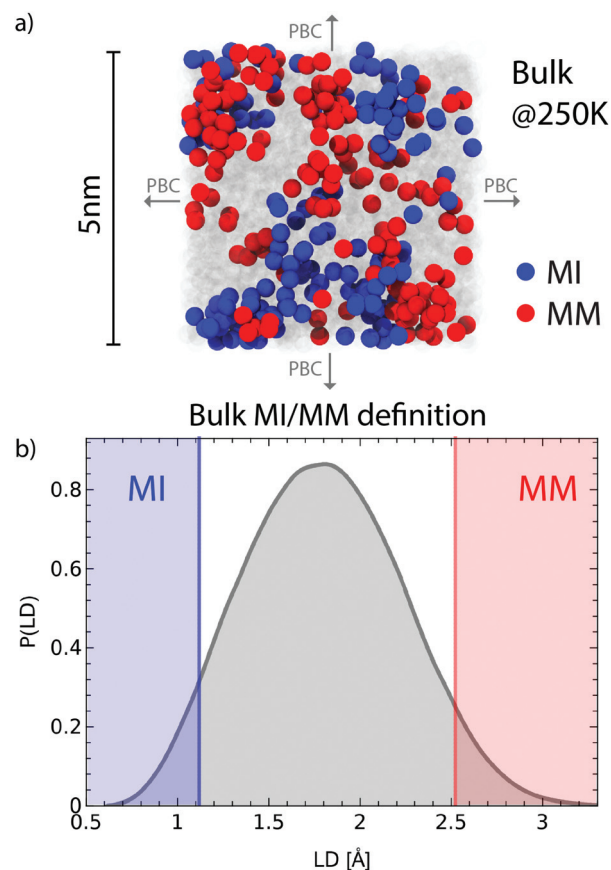 a)
PBC
Bulk
@250K
5nm
PBC
PBC
MI
MM
PBC
Bulk MI/MM definition
b)
MI
MM
P(LD)
0.8
0.6
0.4
0.2
0
0.5 1 1.5 2 2.5 3
LD [Å]